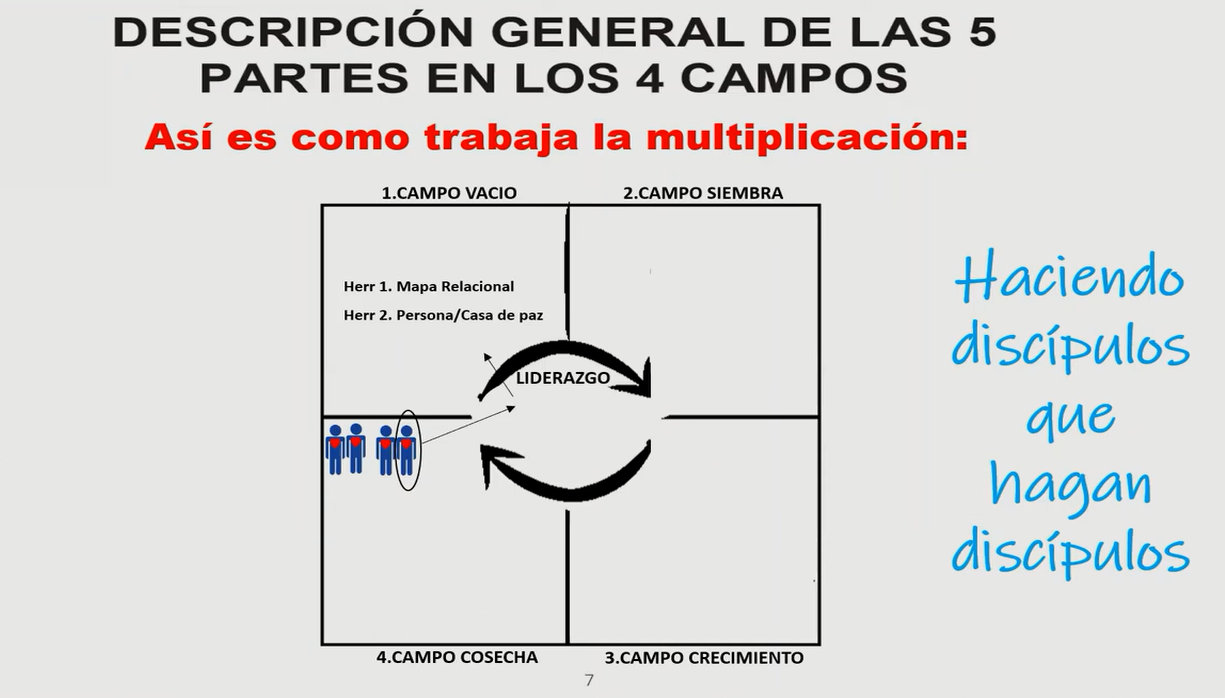 DESCRIPCIÓN GENERAL DE LAS 5
PARTES EN LOS 4 CAMPOS
Así es como trabaja la multiplicación:
1.CAMPO VACIO
2.CAMPO SIEMBRA
Herr 1. Mapa Relacional
Herr 2. Persona/Casa de paz
LIDERAZGO
4.CAMPO COSECHA
3.CAMPO CRECIMIENTO
Haciendo
discípulos
que
hagan
discípulos
7